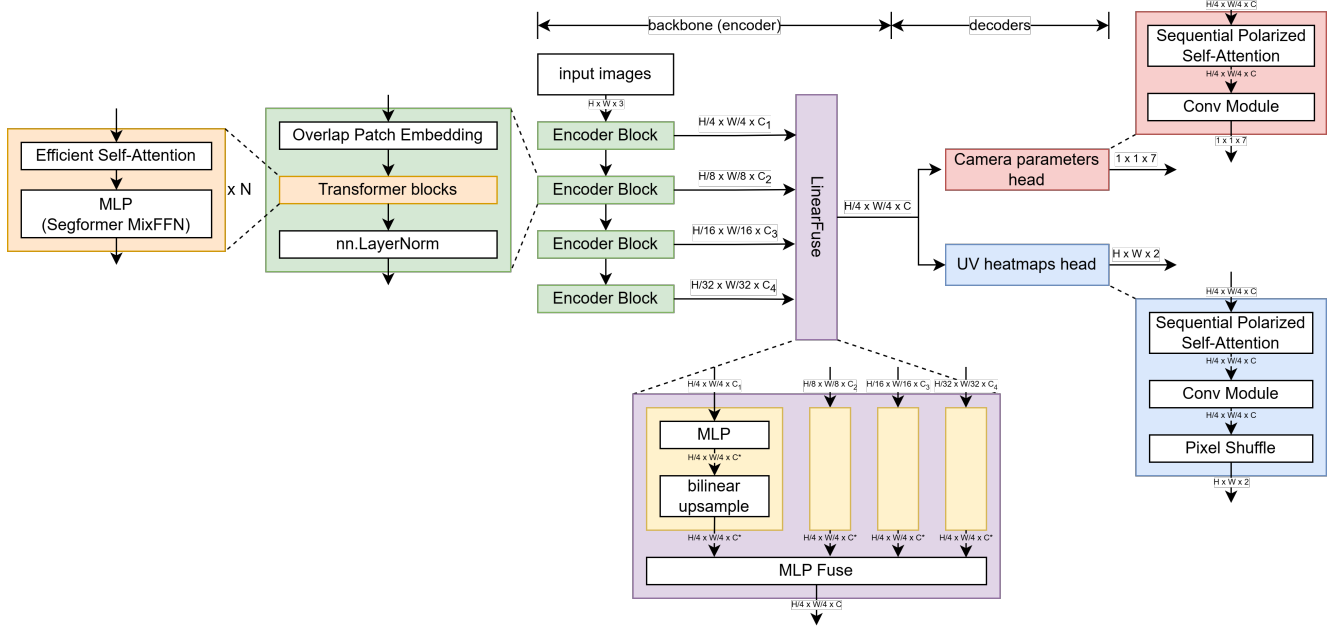 backbone (encoder)
decoders
input images
H x W x 3
Encoder Block
Encoder Block
Encoder Block
Encoder Block
H/4 x W/4 x C1
H/8 x W/8 x C2
H/16 x W/16 x C3
H/32 x W/32 x C4
Overlap Patch Embedding
Transformer blocks
nn.LayerNorm
Efficient Self-Attention
MLP
(Segformer MixFFN)
x N
LinearFuse
H/4 x W/4 x C
Camera parameters
head
1 x 1 x 7
UV heatmaps head
H x W x 2
H/4 x W/4 x C
Sequential Polarized
Self-Attention
H/4 x W/4 x C
Conv Module
1 x 1 x 7
H/4 x W/4 x C
Sequential Polarized
Self-Attention
H/4 x W/4 x C
Conv Module
H/4 x W/4 x C
Pixel Shuffle
H x W x 2
H/4 x W/4 x C1
H/8 x W/8 x C2
H/16 x W/16 x C3
H/32 x W/32 x C4
MLP
H/4 x W/4 x C*
bilinear
upsample
H/4 x W/4 x C*
H/4 x W/4 x C*
H/4 x W/4 x C*
H/4 x W/4 x C*
MLP Fuse
H/4 x W/4 x C